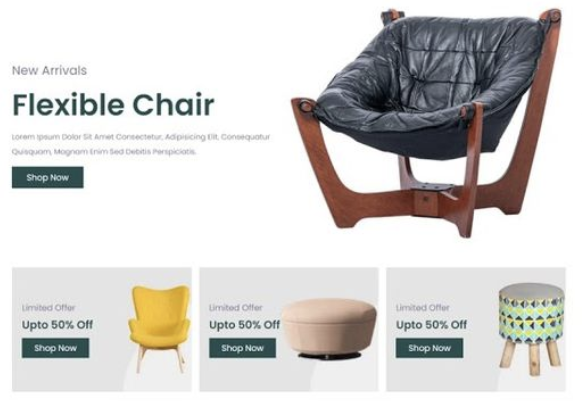 New Arrivals
Flexible Chair
Lorem Ipsum Dolor Sit Amet Consectetur, Adipisicing Elit, Consequatur
Quisquam, Magnam Enim Sed Debitis Perspiciatis.
Shop Now
Limited Offer
Upto 50% Off
Shop Now
Limited Offer
Upto 50% Off
Shop Now
Limited Offer
Upto 50% Off
Shop Now